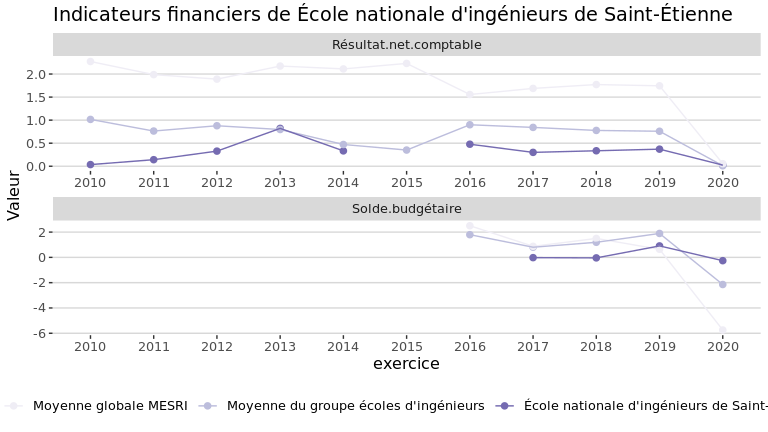 Indicateurs financiers de École nationale d'ingénieurs de Saint-Étienne
Résultat.net.comptable
2.0
1.5
1.0
0.5
0.0
2010 2011 2012 2013 2014 2015 2016 2017 2018 2019 2020
Valeur
Solde.budgétaire
2
0
-2
-4
-6
2010 2011 2012 2013 2014 2015 2016 2017 2018 2019 2020
exercice
Moyenne globale MESRI Moyenne du groupe écoles d'ingénieurs École nationale d'ingénieurs de Saint-